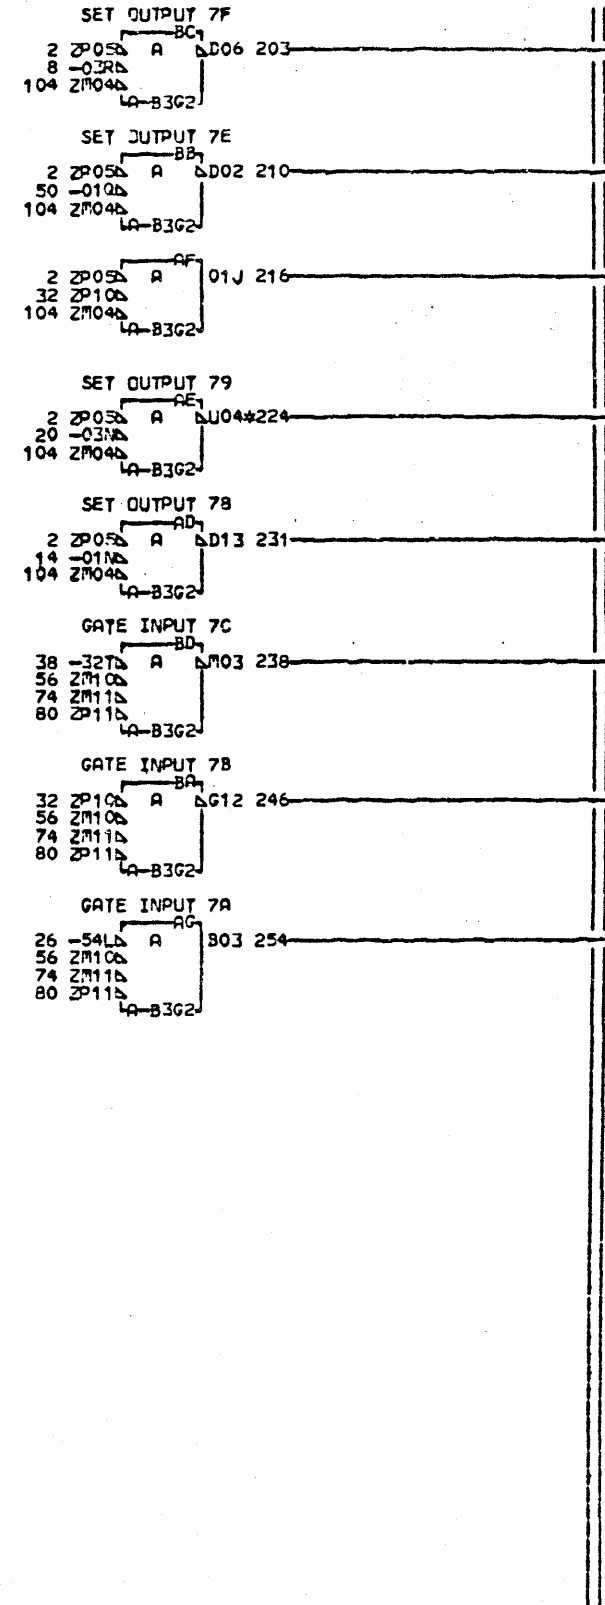 SET OUTPUT 7F
BC
2 ZP05 A D06 203
8 -03R
104 ZM04
A-B3G2
SET OUTPUT 7E
BB
2 ZP05 A D02 210
50 -01Q
104 ZM04
A-B3G2
AF
2 ZP05 A 01J 216
32 ZP10
104 ZM04
A-B3G2
SET OUTPUT 79
AE
2 ZP05 A U04*224
20 -03N
104 ZM04
A-B3G2
SET OUTPUT 78
AD
2 ZP05 A D13 231
14 -01N
104 ZM04
A-B3G2
GATE INPUT 7C
BD
38 -32T A M03 238
56 ZM10
74 ZM11
80 ZP11
A-B3G2
GATE INPUT 7B
BA
32 ZP10 A G12 246
56 ZM10
74 ZM11
80 ZP11
A-B3G2
GATE INPUT 7A
AG
26 -54L A B03 254
56 ZM10
74 ZM11
80 ZP11
A-B3G2